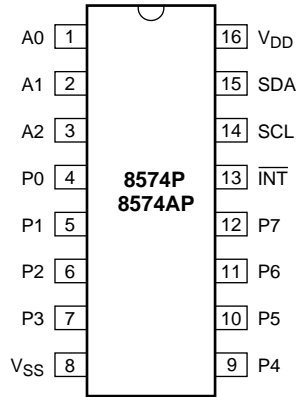 A0 1 16 VDD
A1 2 15 SDA
A2 3 14 SCL
P0 4 8574P 13 INT
8574AP
P1 5 12 P7
P2 6 11 P6
P3 7 10 P5
VSS 8 9 P4